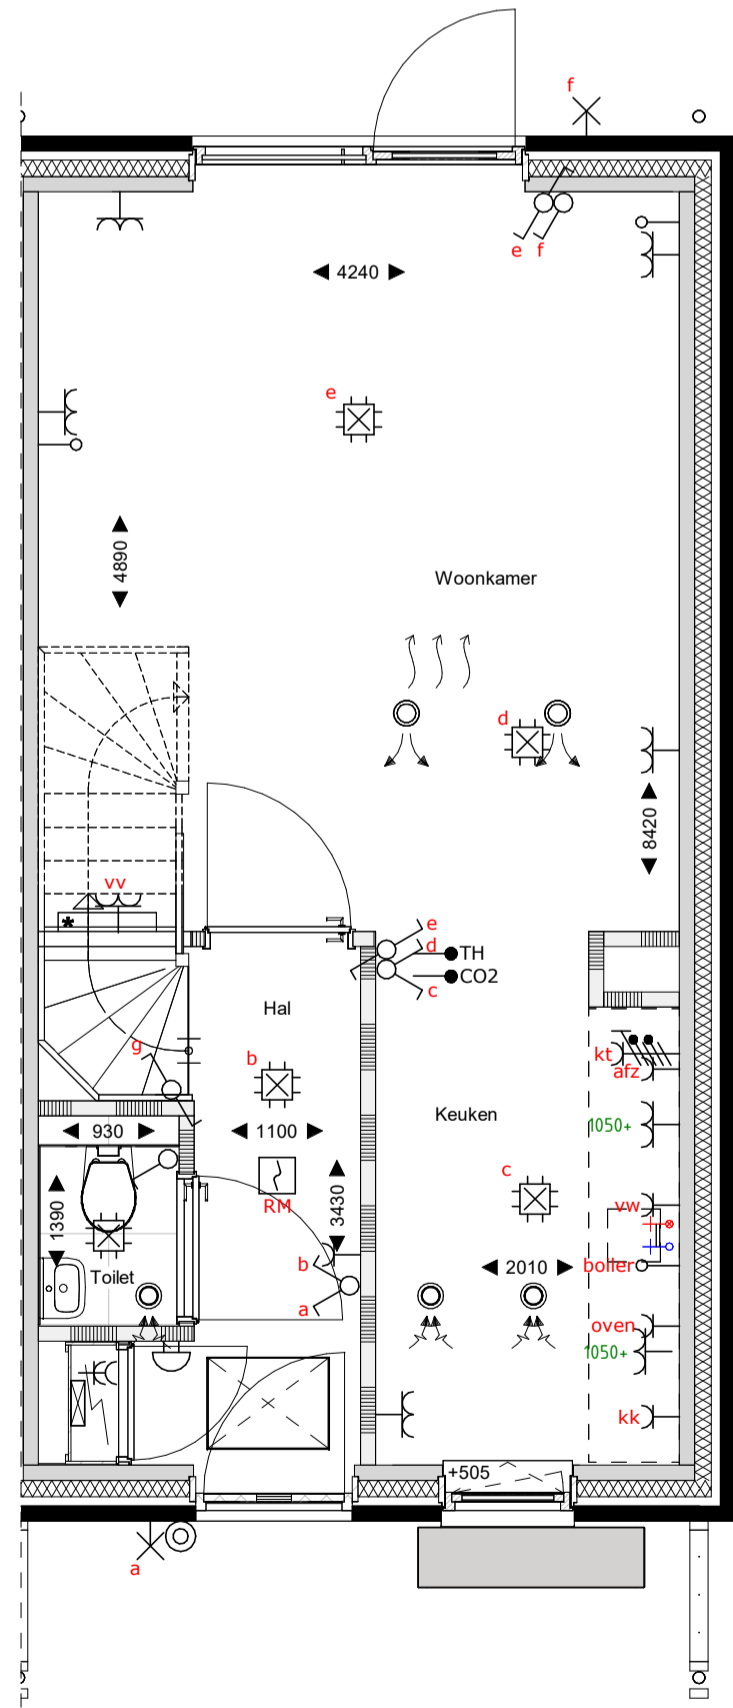 f
e f
4240
e
4890
Woonkamer
d
8420
vv
*
e
d
TH
c
CO2
Hal
g
b
kt
afz
Keuken
1050+
930
1100
c
RM
vw
1390
3430
b
boiler
2010
Toilet
a
oven
1050+
kk
+505
a